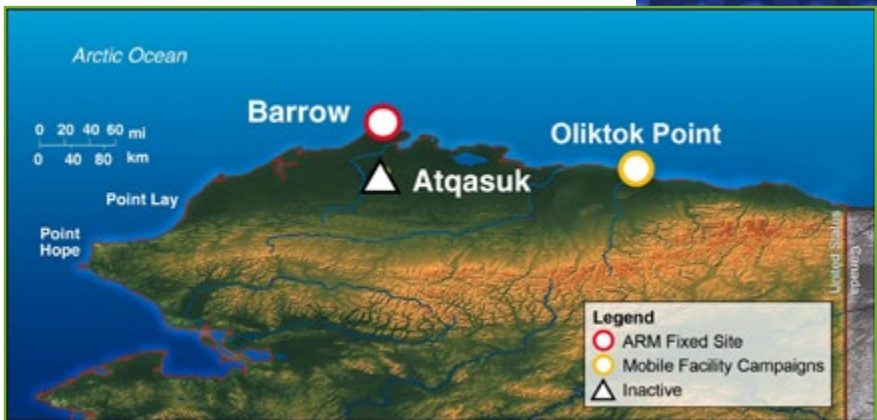 Arctic Ocean
Barrow
Oliktok Point
0 20 40 60 mi
0 40 80 km
Atqasuk
Point Lay
Point
Hope
United States
Canada
Legend
ARM Fixed Site
Mobile Facility Campaigns
Inactive